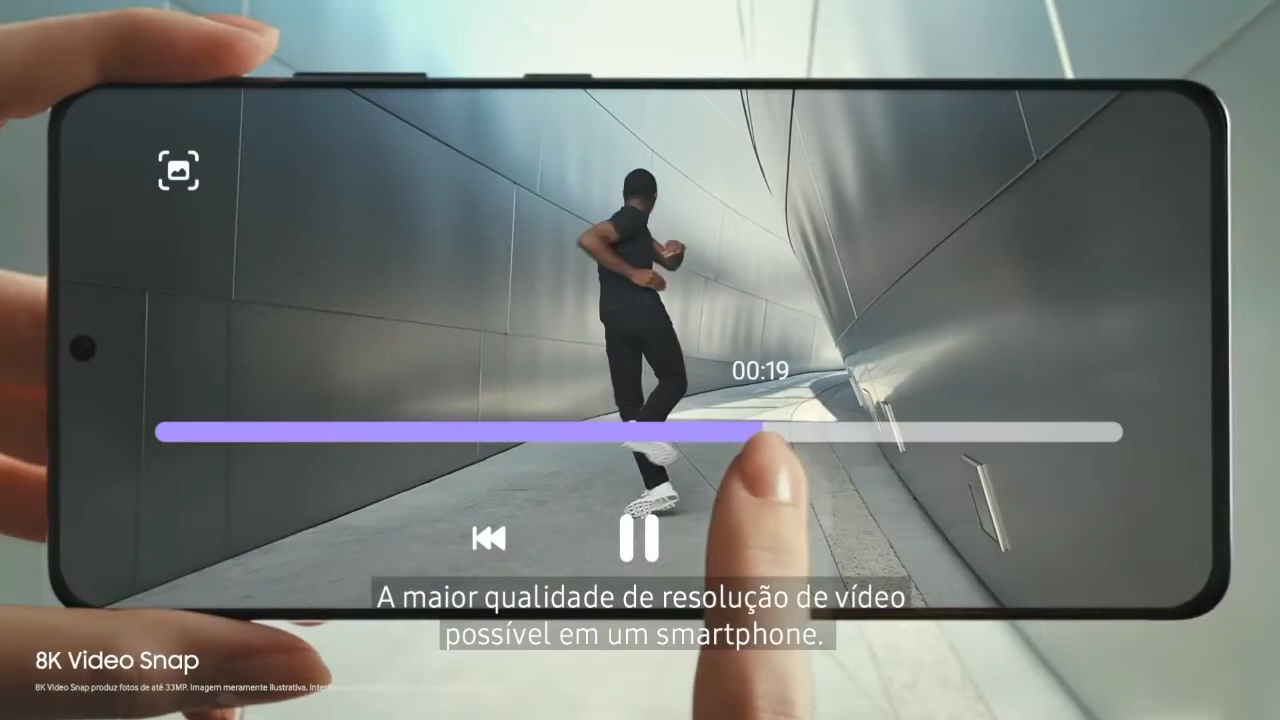 00:19
A maior qualidade de resolução de vídeo
possível em um smartphone.
8K Video Snap
8K Video Snap produz fotos de até 33MP. Imagem meramente ilustrativa.